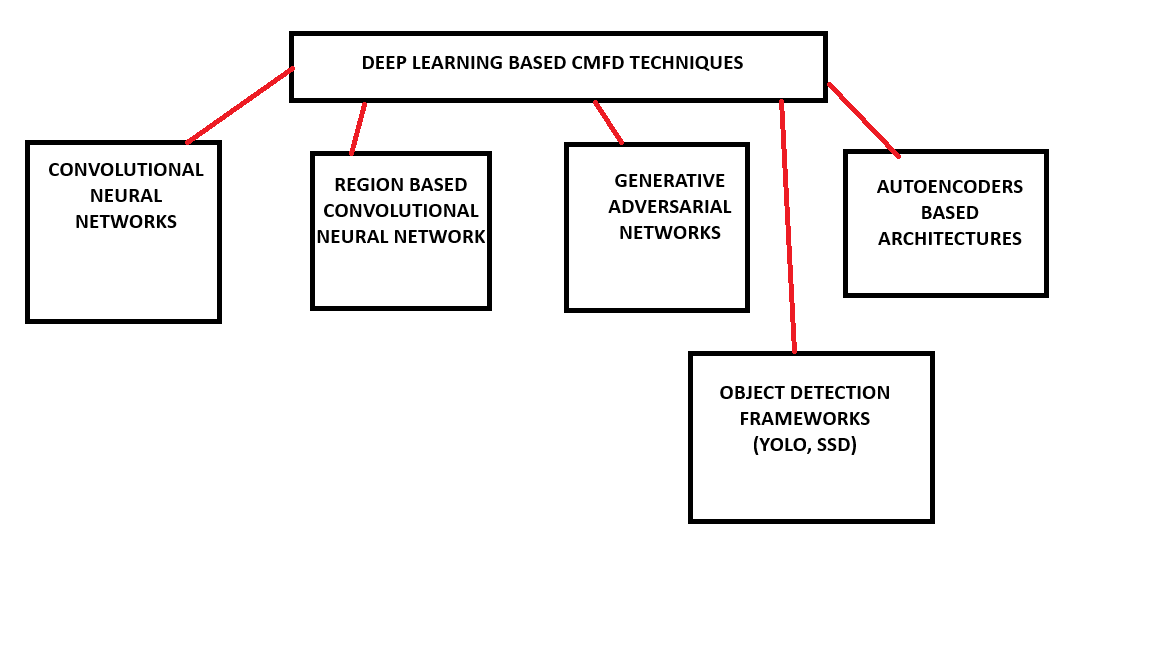 DEEP LEARNING BASED CMFD TECHNIQUES
CONVOLUTIONAL
NEURAL
NETWORKS
REGION BASED
CONVOLUTIONAL
NEURAL NETWORK
GENERATIVE
ADVERSARIAL
NETWORKS
AUTOENCODERS
BASED
ARCHITECTURES
OBJECT DETECTION
FRAMEWORKS
(YOLO, SSD)